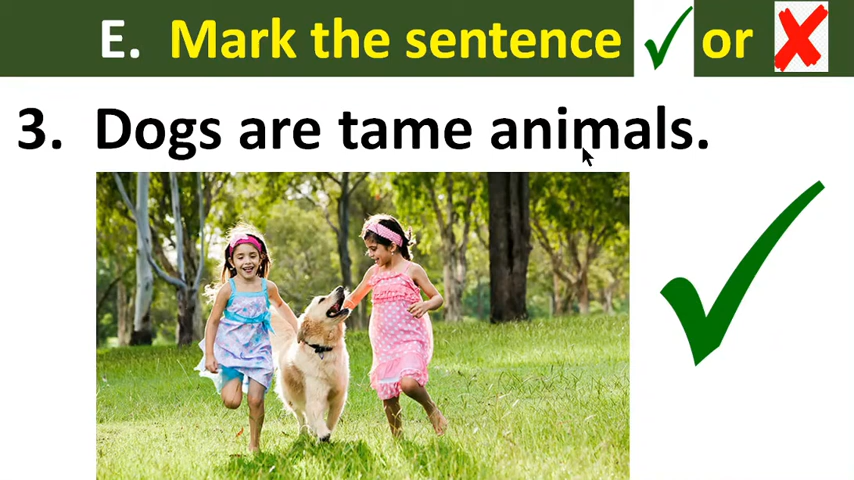 E. Mark the sentence ✓ or ✗
3. Dogs are tame animals.